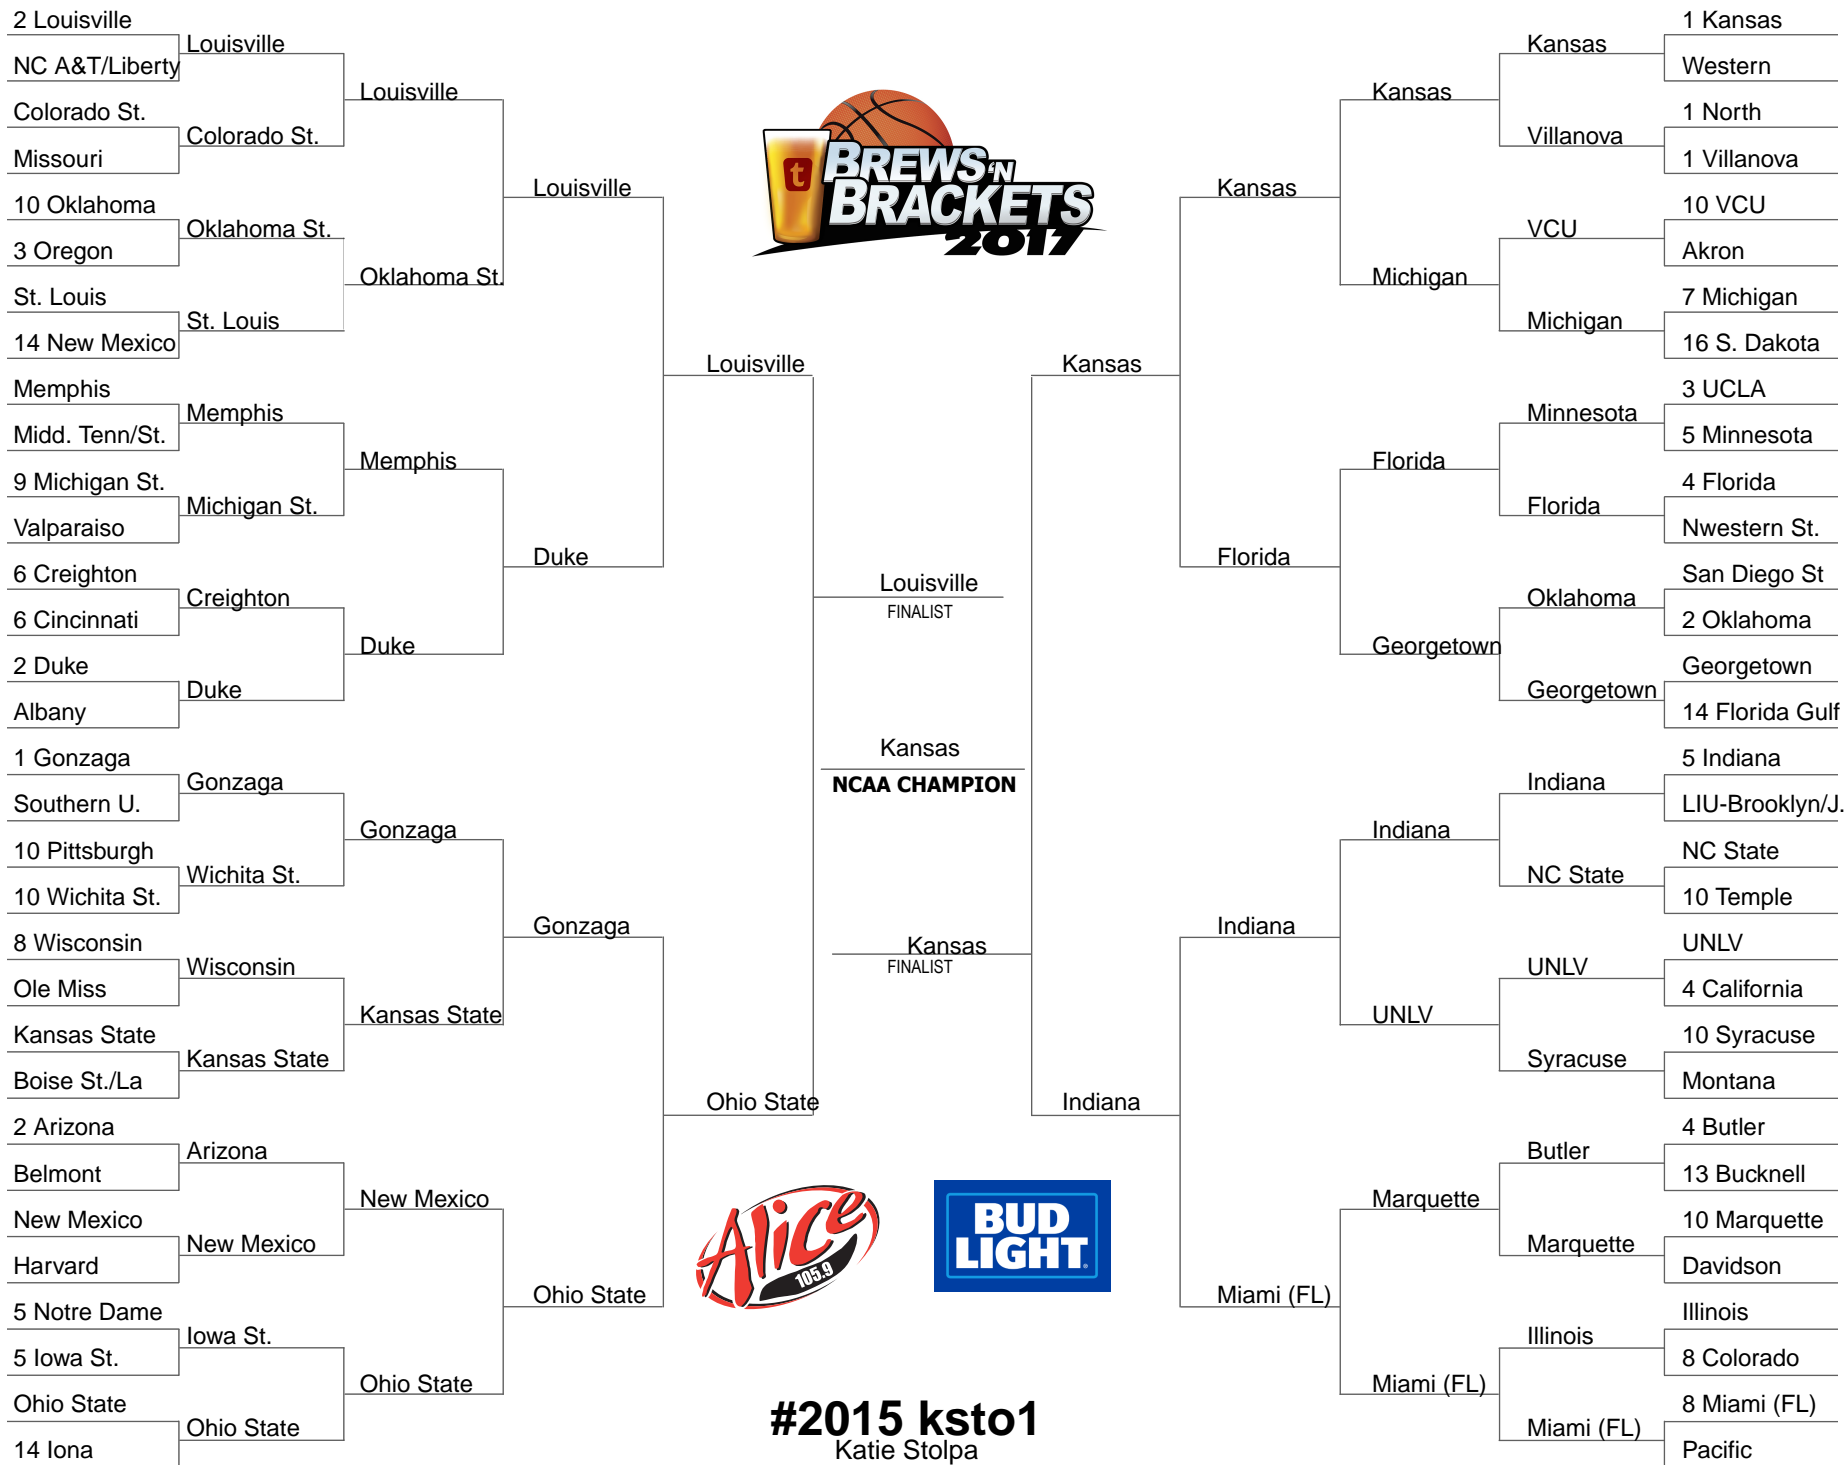 2 Louisville
NC A&T/Liberty
Colorado St.
Missouri
10 Oklahoma
3 Oregon
St. Louis
14 New Mexico
Memphis
Midd. Tenn/St.
9 Michigan St.
Valparaiso
6 Creighton
6 Cincinnati
2 Duke
Albany
1 Gonzaga
Southern U.
10 Pittsburgh
10 Wichita St.
8 Wisconsin
Ole Miss
Kansas State
Boise St./La
2 Arizona
Belmont
New Mexico
Harvard
5 Notre Dame
5 Iowa St.
Ohio State
14 Iona
Louisville
Colorado St.
Oklahoma St.
St. Louis
Memphis
Michigan St.
Creighton
Duke
Gonzaga
Wichita St.
Wisconsin
Kansas State
Arizona
New Mexico
Iowa St.
Ohio State
Louisville
Oklahoma St.
Memphis
Duke
Gonzaga
Kansas State
New Mexico
Ohio State
Louisville
Duke
Gonzaga
Ohio State
Louisville
Ohio State
t
BREWS 'N
BRACKETS
2017
Louisville
FINALIST
Kansas
NCAA CHAMPION
Kansas
FINALIST
Alice
105.9
BUD
LIGHT
#2015 ksto1
Katie Stolpa
Kansas
Indiana
Kansas
Florida
Indiana
Miami (FL)
Kansas
Michigan
Florida
Georgetown
Indiana
UNLV
Marquette
Miami (FL)
Kansas
Villanova
VCU
Michigan
Minnesota
Florida
Oklahoma
Georgetown
Indiana
NC State
UNLV
Syracuse
Butler
Marquette
Illinois
Miami (FL)
1 Kansas
Western
1 North
1 Villanova
10 VCU
Akron
7 Michigan
16 S. Dakota
3 UCLA
5 Minnesota
4 Florida
Nwestern St.
San Diego St
2 Oklahoma
Georgetown
14 Florida Gulf
5 Indiana
LIU-Brooklyn/J.
NC State
10 Temple
UNLV
4 California
10 Syracuse
Montana
4 Butler
13 Bucknell
10 Marquette
Davidson
Illinois
8 Colorado
8 Miami (FL)
Pacific